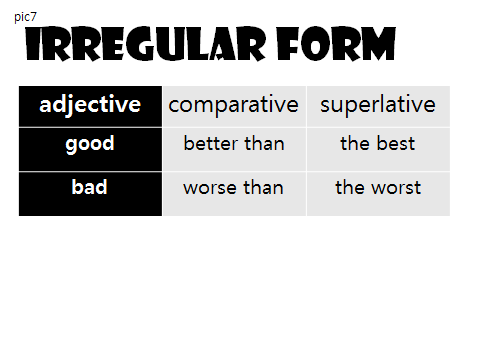 pic7
IRREGULAR FORM
adjective comparative superlative
good better than the best
bad worse than the worst